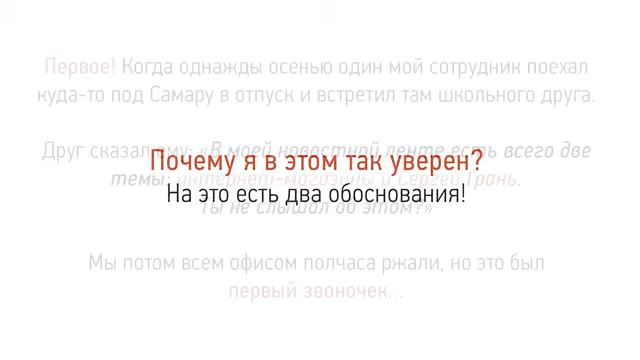 Первое! Когда однажды осенью один мой сотрудник поехал
куда-то под Самару в отпуск и встретил там школьного друга.
Друг сказал ему: «В моей новостной ленте есть всего две
Почему я в этом так уверен?
темы: интернет-магазины и Сергей Грань.
На это есть два обоснования!
Ты не слышал об этом?»
Мы потом всем офисом полчаса ржали, но это был
первый звоночек...